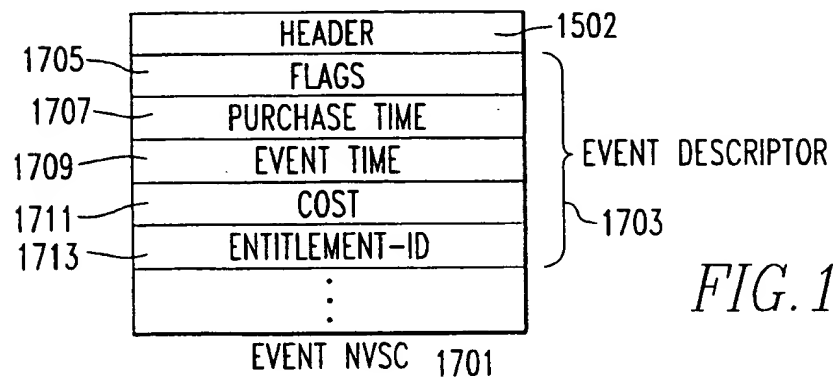 HEADER 1502
1705 FLAGS
1707 PURCHASE TIME
1709 EVENT TIME
EVENT DESCRIPTOR
1711 COST
1703
1713 ENTITLEMENT-ID
FIG. 1
EVENT NVSC 1701